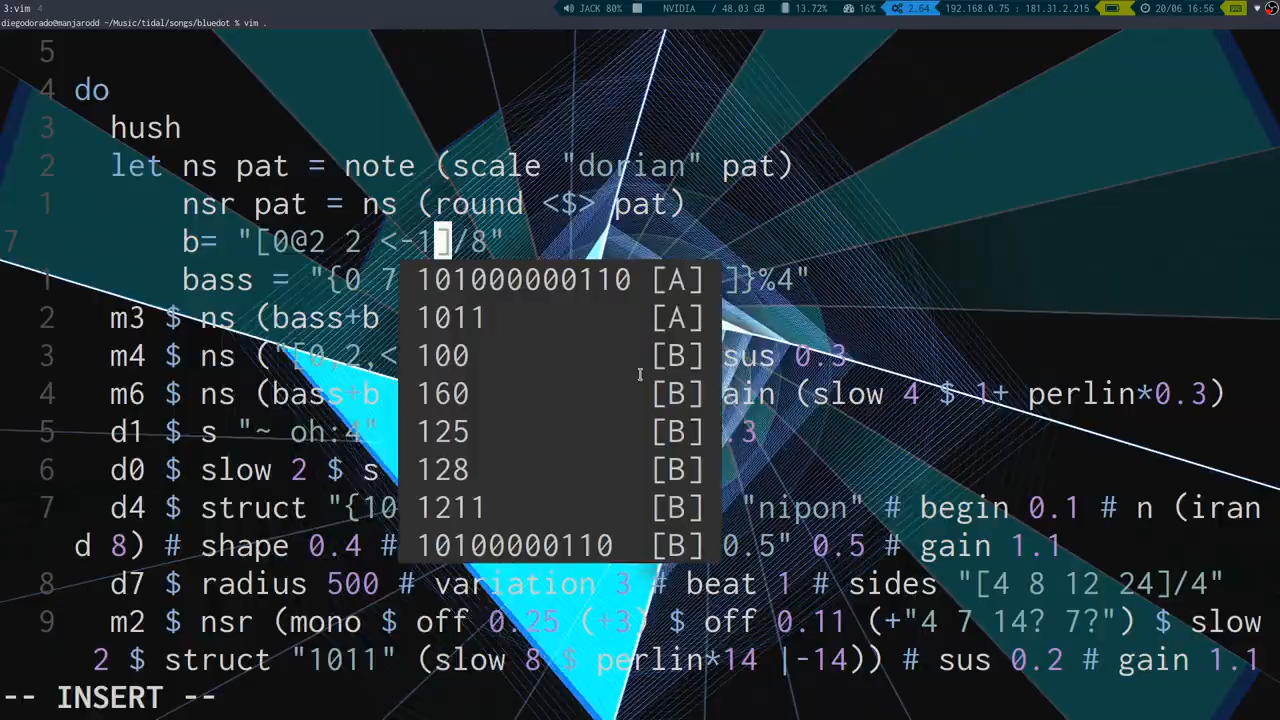 3:vim 4 JACK 80% NVIDIA / 48.03 GB 13.72% 16% 2.64 192.168.0.75 : 181.31.2.215 20/06 16:56
diegodorado@manjarodd ~/Music/tidal/songs/bluedot % vim .
5
4 do
3 hush
2 let ns pat = note (scale "dorian" pat)
1 nsr pat = ns (round <$> pat)
7 b= "[0@2 2 <-1]/8"
1 bass = "{0 7 101000000110 [A] ]}%4"
2 m3 $ ns (bass+b 1011 [A]
3 m4 $ ns ("[0,2,< 100 [B] sus 0.3
4 m6 $ ns (bass+b 160 [B] ain (slow 4 $ 1+ perlin*0.3)
5 d1 $ s "~ oh:4" 125 [B] .3
6 d0 $ slow 2 $ s 128 [B]
7 d4 $ struct "{10 1211 [B] "nipon" # begin 0.1 # n (iran
d 8) # shape 0.4 # 10100000110 [B] 0.5" 0.5 # gain 1.1
8 d7 $ radius 500 # variation 3 # beat 1 # sides "[4 8 12 24]/4"
9 m2 $ nsr (mono $ off 0.25 (+3) $ off 0.11 (+"4 7 14? 7?") $ slow
2 $ struct "1011" (slow 8 $ perlin*14 |-14)) # sus 0.2 # gain 1.1
-- INSERT --